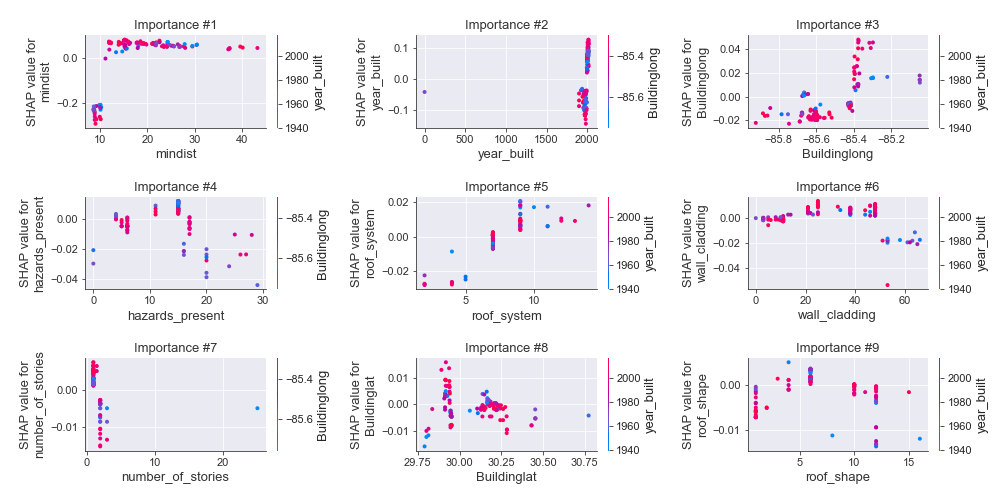 Importance #1
SHAP value for
mindist
0.0
−0.2
10 20 30 40
mindist
2000
1980
1960
1940
year_built
Importance #2
SHAP value for
year_built
0.1
0.0
−0.1
0 500 1000 1500 2000
year_built
−85.4
−85.6
Buildinglong
Importance #3
SHAP value for
Buildinglong
0.04
0.02
0.00
−0.02
−85.8 −85.6 −85.4 −85.2
Buildinglong
2000
1980
1960
1940
year_built
Importance #4
SHAP value for
hazards_present
0.00
−0.02
−0.04
0 10 20 30
hazards_present
−85.4
−85.6
Buildinglong
Importance #5
SHAP value for
roof_system
0.02
0.00
−0.02
5 10
roof_system
2000
1980
1960
1940
year_built
Importance #6
SHAP value for
wall_cladding
0.00
−0.02
−0.04
0 20 40 60
wall_cladding
2000
1980
1960
1940
year_built
Importance #7
SHAP value for
number_of_stories
0.00
−0.01
0 10 20
number_of_stories
−85.4
−85.6
Buildinglong
Importance #8
SHAP value for
Buildinglat
0.01
0.00
−0.01
29.75 30.00 30.25 30.50 30.75
Buildinglat
2000
1980
1960
1940
year_built
Importance #9
SHAP value for
roof_shape
0.00
−0.01
5 10 15
roof_shape
2000
1980
1960
1940
year_built